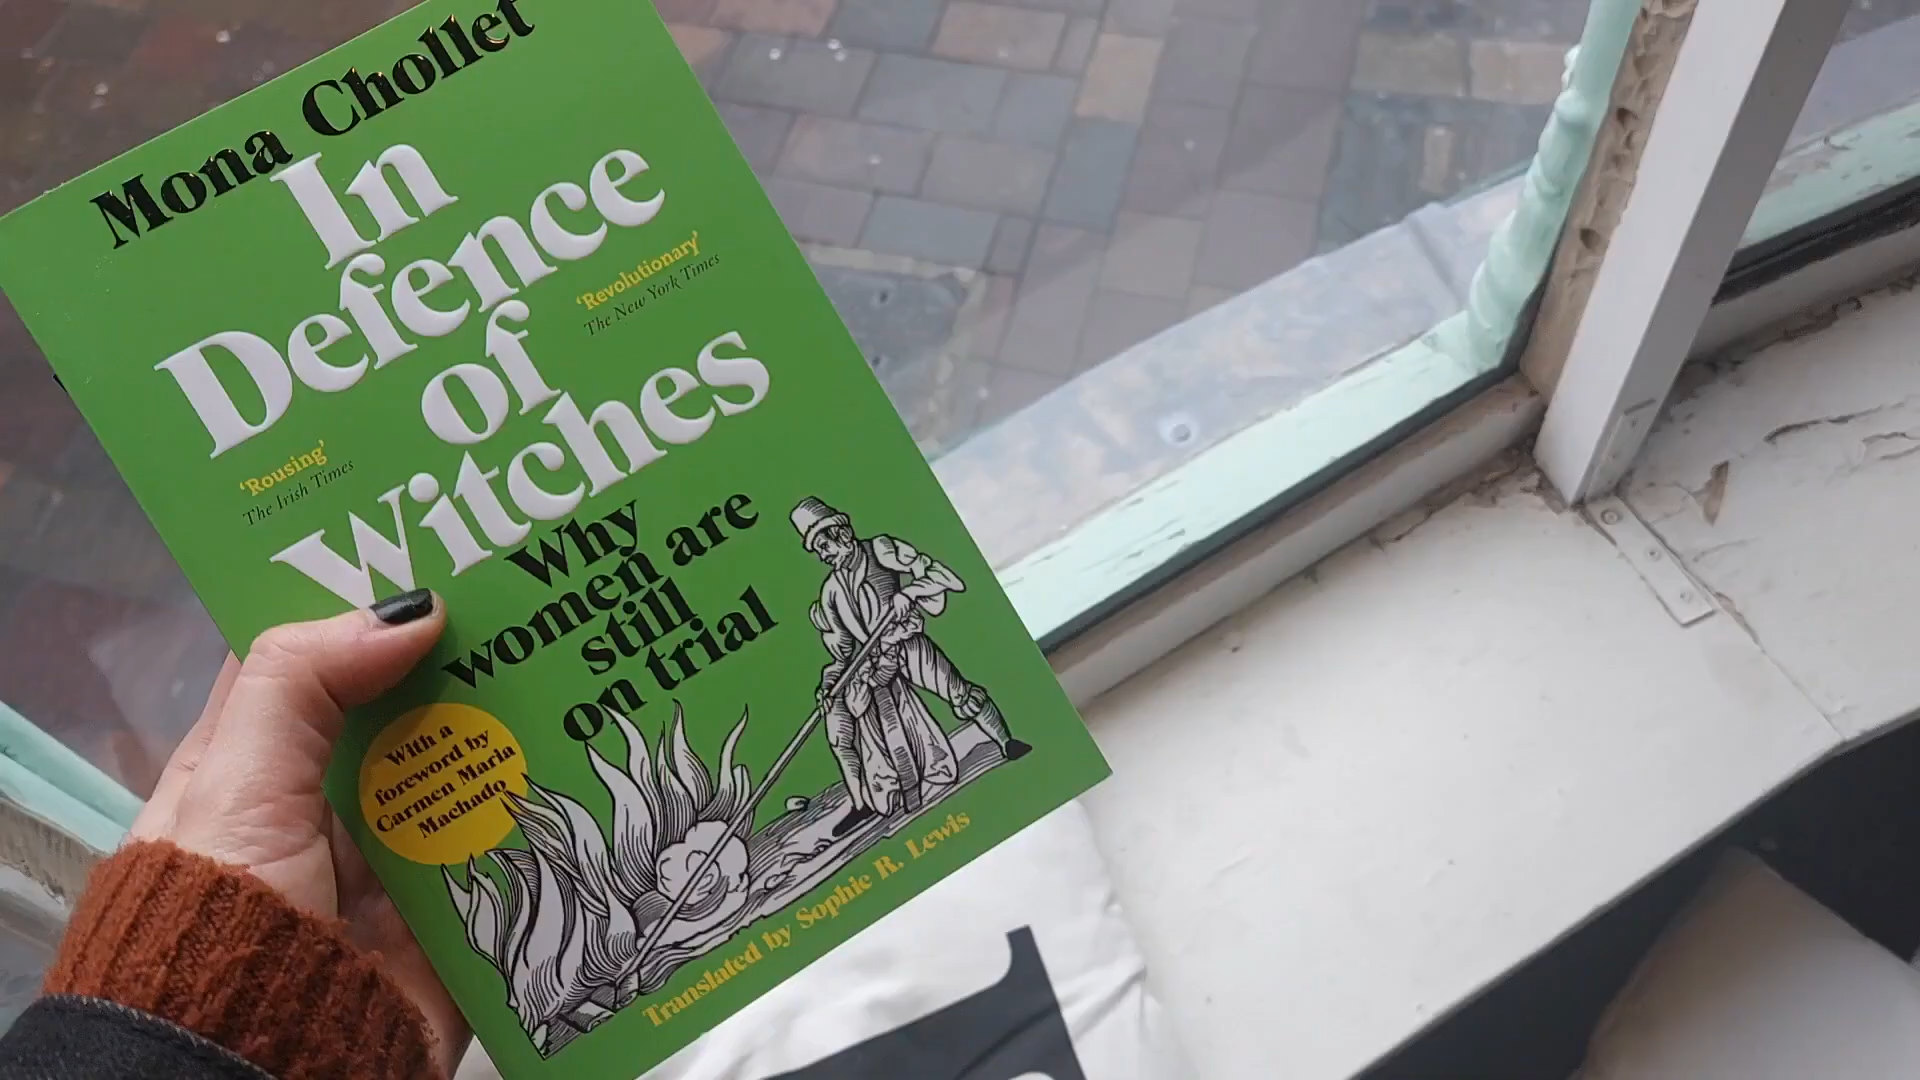 Mona Chollet
In
Defence
of
Witches
'Revolutionary'
The New York Times
'Rousing'
The Irish Times
Why
women are
still
on trial
With a
foreword by
Carmen Maria
Machado
Translated by Sophie R. Lewis